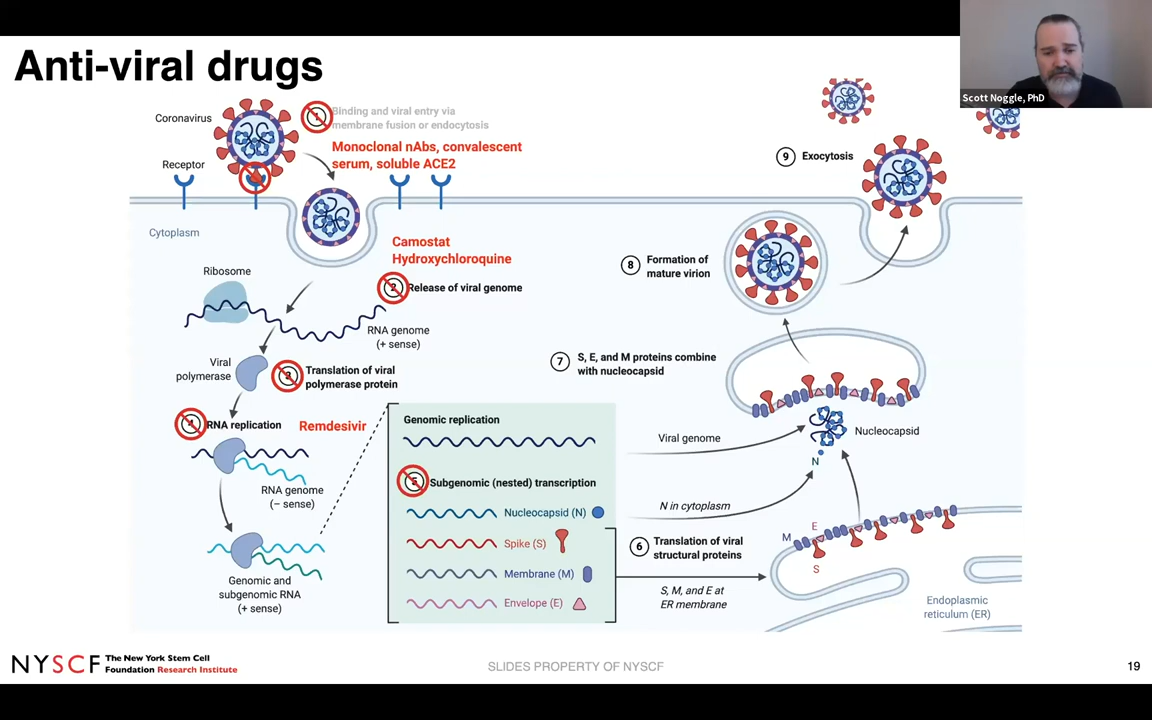 Anti-viral drugs
Scott Noggle, PhD
Coronavirus
1
Binding and viral entry via
membrane fusion or endocytosis
Monoclonal nAbs, convalescent
serum, soluble ACE2
Receptor
Cytoplasm
Camostat
Hydroxychloroquine
2
Release of viral genome
Ribosome
RNA genome
(+ sense)
Viral
polymerase
3
Translation of viral
polymerase protein
4
RNA replication
Remdesivir
RNA genome
(− sense)
Genomic and
subgenomic RNA
(+ sense)
Genomic replication
5
Subgenomic (nested) transcription
Nucleocapsid (N)
Spike (S)
Membrane (M)
Envelope (E)
6
Translation of viral
structural proteins
S, M, and E at
ER membrane
Viral genome
N in cytoplasm
N
Nucleocapsid
M
E
S
Endoplasmic
reticulum (ER)
7
S, E, and M proteins combine
with nucleocapsid
8
Formation of
mature virion
9
Exocytosis
NYSCF
The New York Stem Cell
Foundation Research Institute
SLIDES PROPERTY OF NYSCF
19